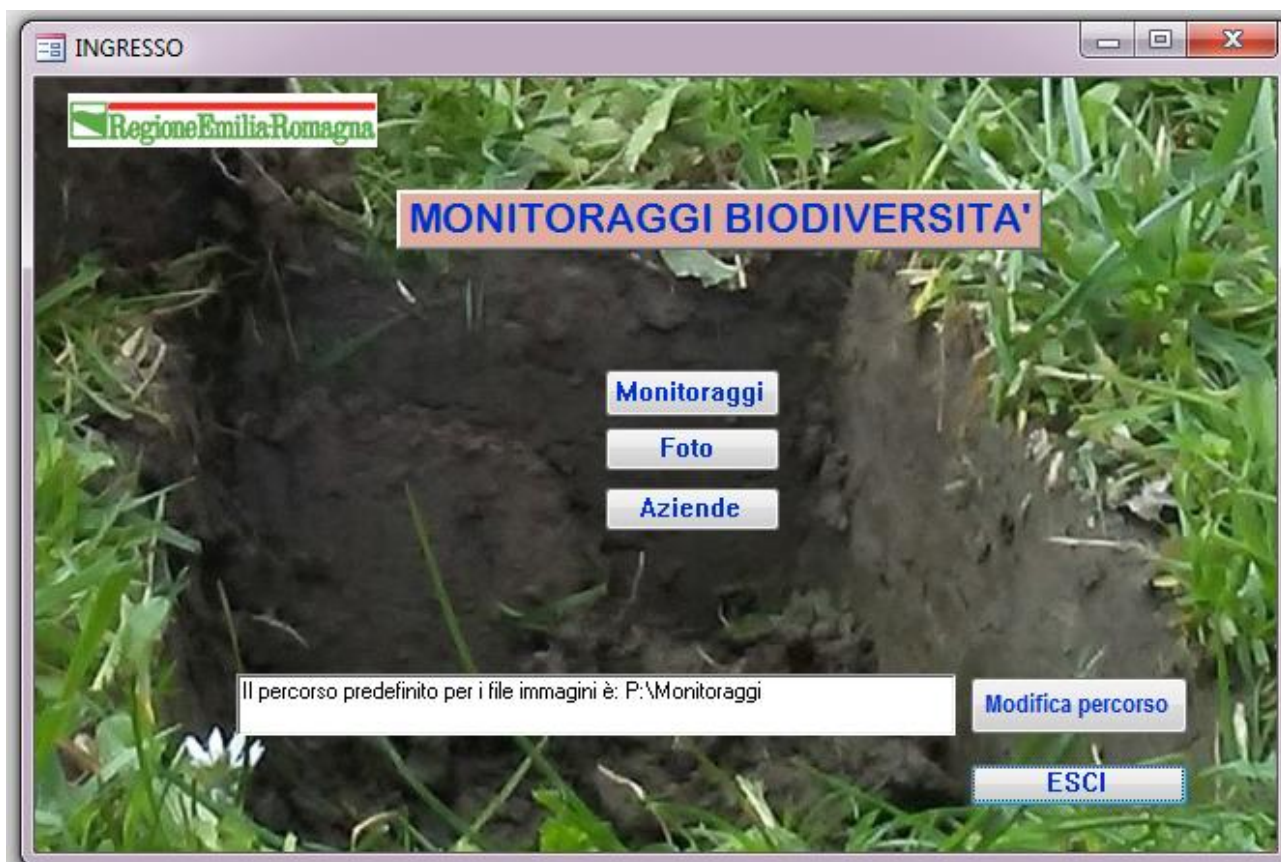 INGRESSO
RegioneEmiliaRomagna
MONITORAGGI BIODIVERSITA'
Monitoraggi
Foto
Aziende
Il percorso predefinito per i file immagini è: P:\Monitoraggi
Modifica percorso
ESCI